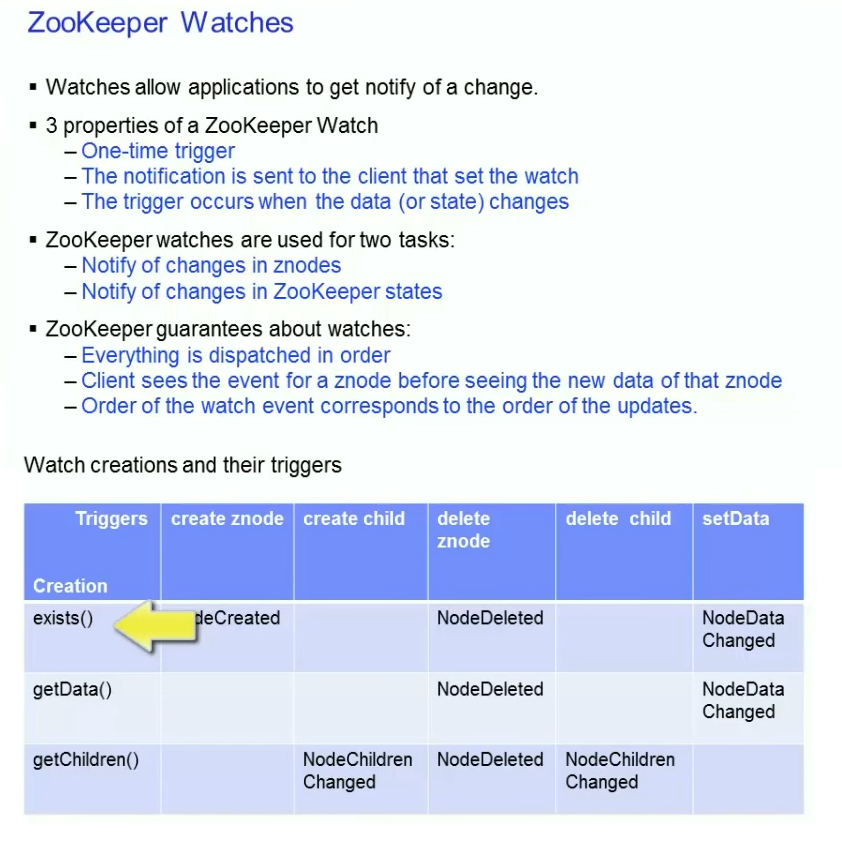 ZooKeeper Watches
▪ Watches allow applications to get notify of a change.
▪ 3 properties of a ZooKeeper Watch
– One-time trigger
– The notification is sent to the client that set the watch
– The trigger occurs when the data (or state) changes
▪ ZooKeeper watches are used for two tasks:
– Notify of changes in znodes
– Notify of changes in ZooKeeper states
▪ ZooKeeper guarantees about watches:
– Everything is dispatched in order
– Client sees the event for a znode before seeing the new data of that znode
– Order of the watch event corresponds to the order of the updates.
Watch creations and their triggers
Triggers create znode create child delete znode delete child setData
Creation
exists() deCreated NodeDeleted NodeData Changed
getData() NodeDeleted NodeData Changed
getChildren() NodeChildren Changed NodeDeleted NodeChildren Changed